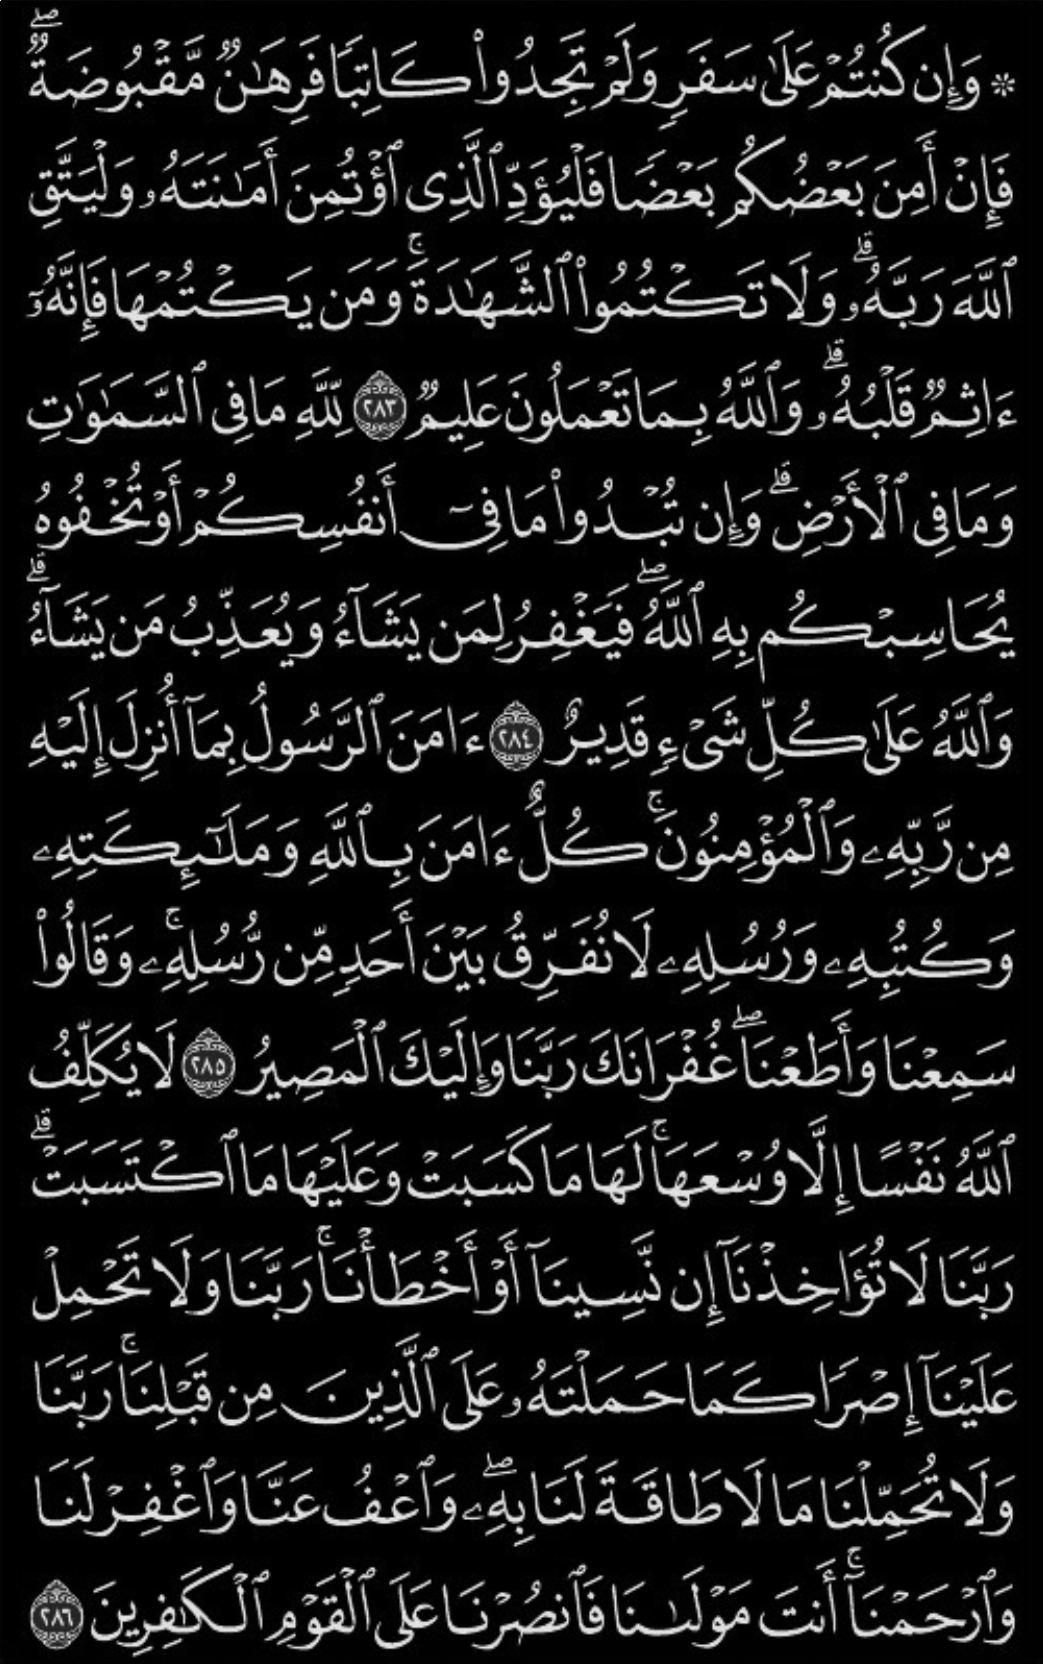 ۞ وَإِن كُنتُمْ عَلَىٰ سَفَرٍ وَلَمْ تَجِدُوا۟ كَاتِبًا فَرِهَـٰنٌ مَّقْبُوضَةٌ ۖ
فَإِنْ أَمِنَ بَعْضُكُم بَعْضًا فَلْيُؤَدِّ ٱلَّذِى ٱؤْتُمِنَ أَمَـٰنَتَهُۥ وَلْيَتَّقِ
ٱللَّهَ رَبَّهُۥ ۗ وَلَا تَكْتُمُوا۟ ٱلشَّهَـٰدَةَ ۚ وَمَن يَكْتُمْهَا فَإِنَّهُۥٓ
ءَاثِمٌ قَلْبُهُۥ ۗ وَٱللَّهُ بِمَا تَعْمَلُونَ عَلِيمٌ ٢٨٣ لِّلَّهِ مَا فِى ٱلسَّمَـٰوَٰتِ
وَمَا فِى ٱلْأَرْضِ ۗ وَإِن تُبْدُوا۟ مَا فِىٓ أَنفُسِكُمْ أَوْ تُخْفُوهُ
يُحَاسِبْكُم بِهِ ٱللَّهُ ۖ فَيَغْفِرُ لِمَن يَشَآءُ وَيُعَذِّبُ مَن يَشَآءُ ۗ
وَٱللَّهُ عَلَىٰ كُلِّ شَىْءٍ قَدِيرٌ ٢٨٤ ءَامَنَ ٱلرَّسُولُ بِمَآ أُنزِلَ إِلَيْهِ
مِن رَّبِّهِۦ وَٱلْمُؤْمِنُونَ ۚ كُلٌّ ءَامَنَ بِٱللَّهِ وَمَلَـٰٓئِكَتِهِۦ
وَكُتُبِهِۦ وَرُسُلِهِۦ لَا نُفَرِّقُ بَيْنَ أَحَدٍ مِّن رُّسُلِهِۦ ۚ وَقَالُوا۟
سَمِعْنَا وَأَطَعْنَا ۖ غُفْرَانَكَ رَبَّنَا وَإِلَيْكَ ٱلْمَصِيرُ ٢٨٥ لَا يُكَلِّفُ
ٱللَّهُ نَفْسًا إِلَّا وُسْعَهَا ۚ لَهَا مَا كَسَبَتْ وَعَلَيْهَا مَا ٱكْتَسَبَتْ ۗ
رَبَّنَا لَا تُؤَاخِذْنَآ إِن نَّسِينَآ أَوْ أَخْطَأْنَا ۚ رَبَّنَا وَلَا تَحْمِلْ
عَلَيْنَآ إِصْرًا كَمَا حَمَلْتَهُۥ عَلَى ٱلَّذِينَ مِن قَبْلِنَا ۚ رَبَّنَا
وَلَا تُحَمِّلْنَا مَا لَا طَاقَةَ لَنَا بِهِۦ ۖ وَٱعْفُ عَنَّا وَٱغْفِرْ لَنَا
وَٱرْحَمْنَآ ۚ أَنتَ مَوْلَىٰنَا فَٱنصُرْنَا عَلَى ٱلْقَوْمِ ٱلْكَـٰفِرِينَ ٢٨٦